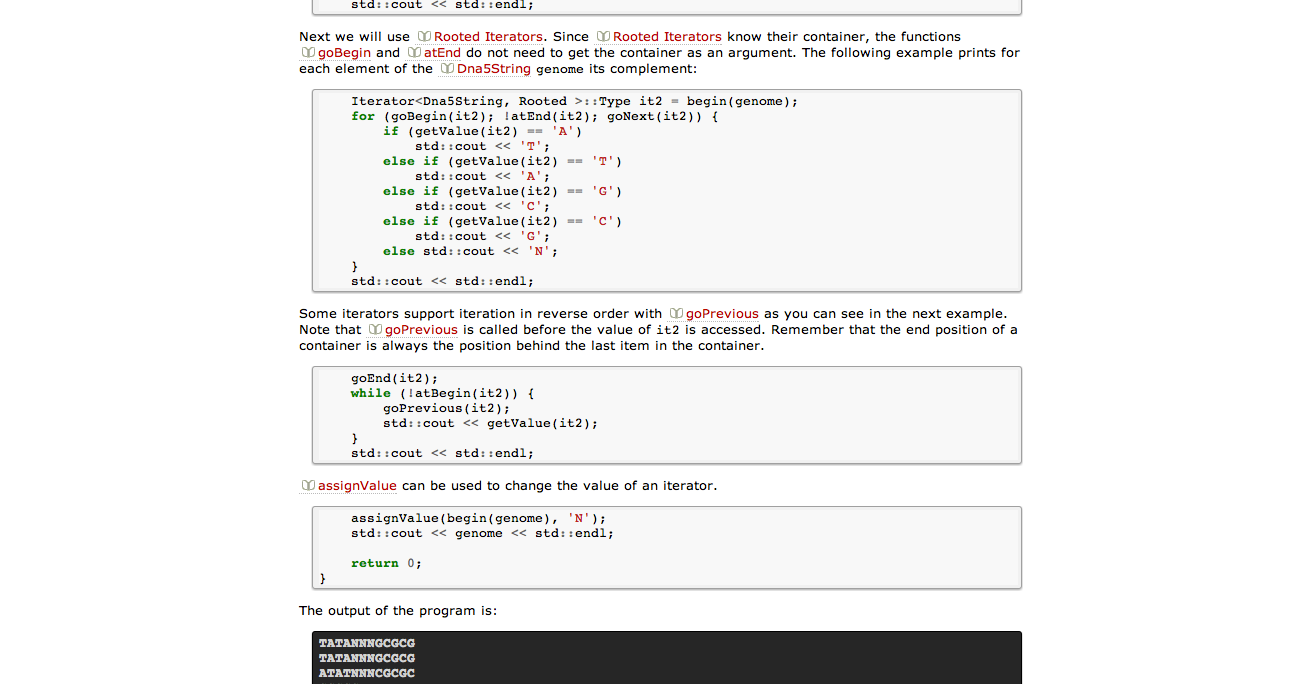 std::cout << std::endl;
Next we will use Rooted Iterators. Since Rooted Iterators know their container, the functions
goBegin and atEnd do not need to get the container as an argument. The following example prints for
each element of the Dna5String genome its complement:
Iterator<Dna5String, Rooted >::Type it2 = begin(genome);
for (goBegin(it2); !atEnd(it2); goNext(it2)) {
if (getValue(it2) == 'A')
std::cout << 'T';
else if (getValue(it2) == 'T')
std::cout << 'A';
else if (getValue(it2) == 'G')
std::cout << 'C';
else if (getValue(it2) == 'C')
std::cout << 'G';
else std::cout << 'N';
}
std::cout << std::endl;
Some iterators support iteration in reverse order with goPrevious as you can see in the next example.
Note that goPrevious is called before the value of it2 is accessed. Remember that the end position of a
container is always the position behind the last item in the container.
goEnd(it2);
while (!atBegin(it2)) {
goPrevious(it2);
std::cout << getValue(it2);
}
std::cout << std::endl;
assignValue can be used to change the value of an iterator.
assignValue(begin(genome), 'N');
std::cout << genome << std::endl;
return 0;
}
The output of the program is:
TATANNNGCGCG
TATANNNGCGCG
ATATNNNCGCGC